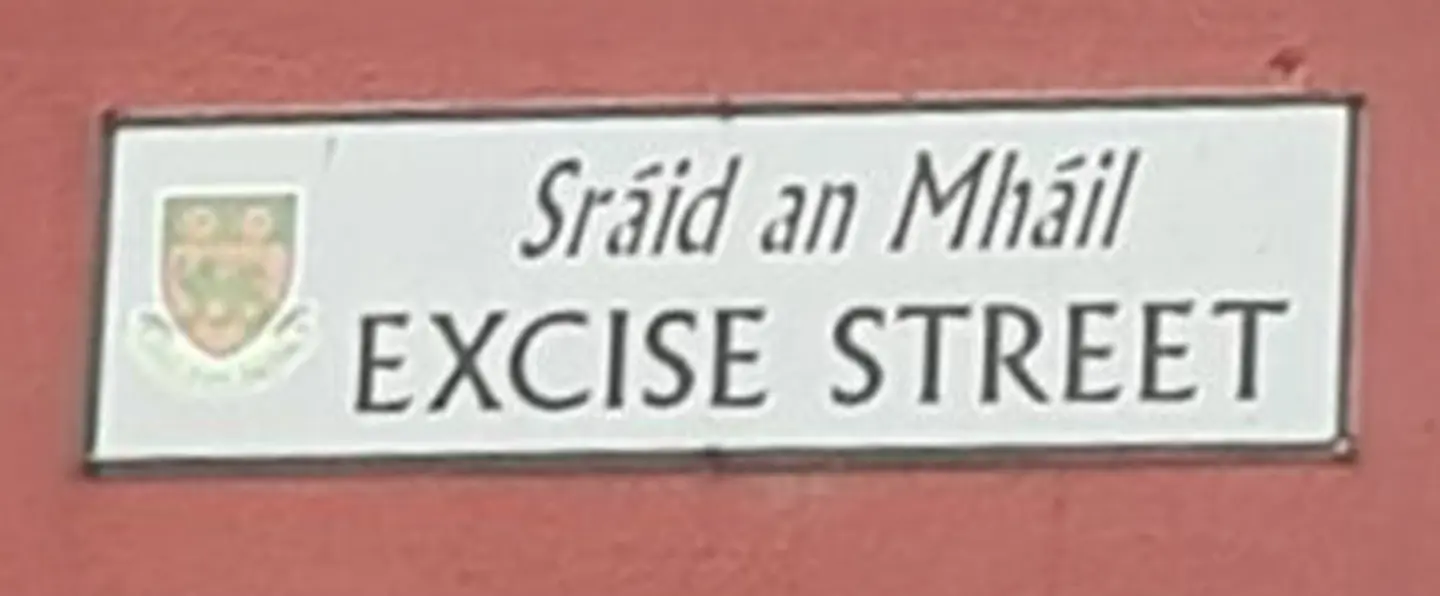 Sráid an Mháil
EXCISE STREET